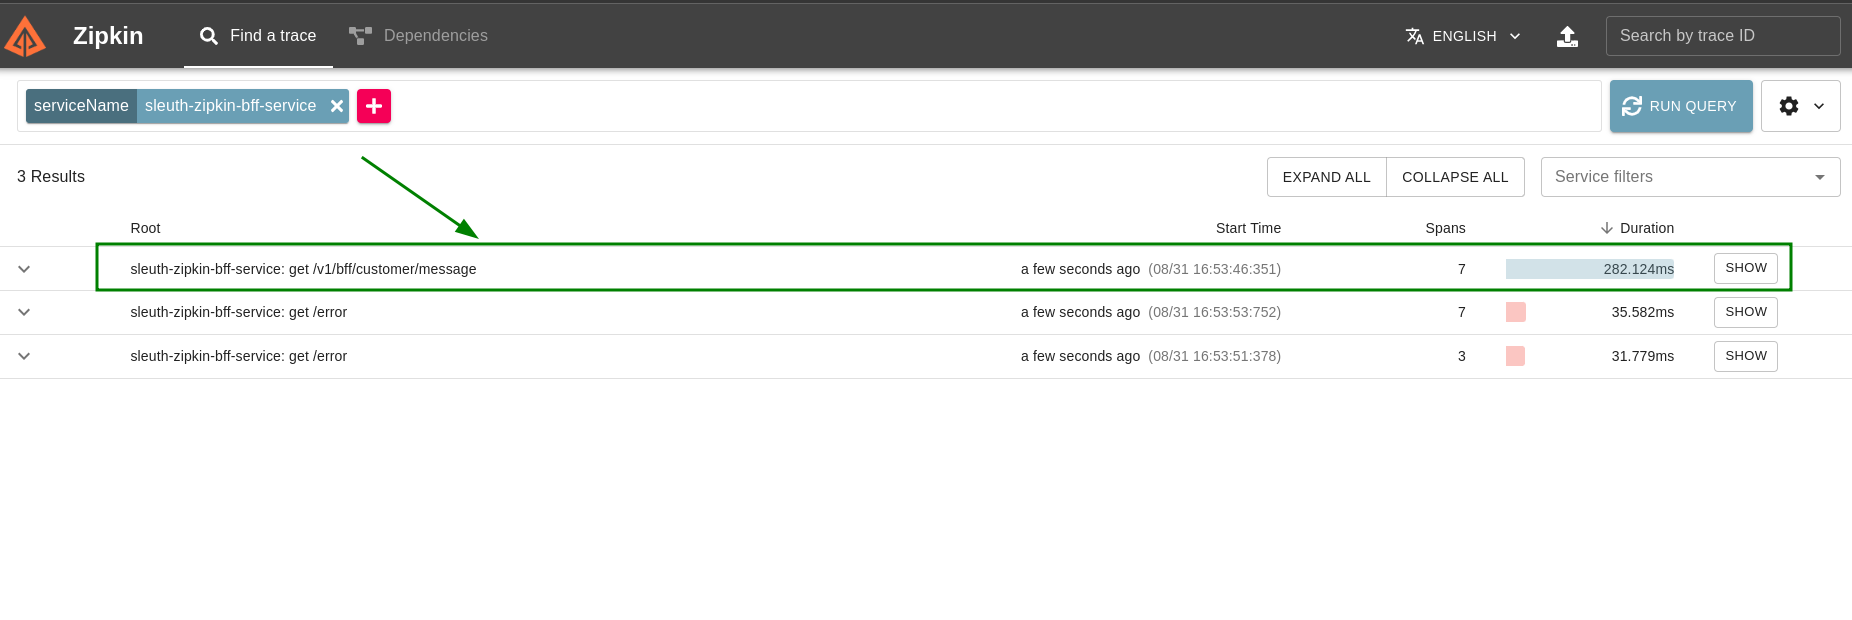 Zipkin Find a trace Dependencies ENGLISH Search by trace ID
serviceName sleuth-zipkin-bff-service RUN QUERY
3 Results EXPAND ALL COLLAPSE ALL Service filters
Root Start Time Spans Duration
sleuth-zipkin-bff-service: get /v1/bff/customer/message a few seconds ago (08/31 16:53:46:351) 7 282.124ms SHOW
sleuth-zipkin-bff-service: get /error a few seconds ago (08/31 16:53:53:752) 7 35.582ms SHOW
sleuth-zipkin-bff-service: get /error a few seconds ago (08/31 16:53:51:378) 3 31.779ms SHOW